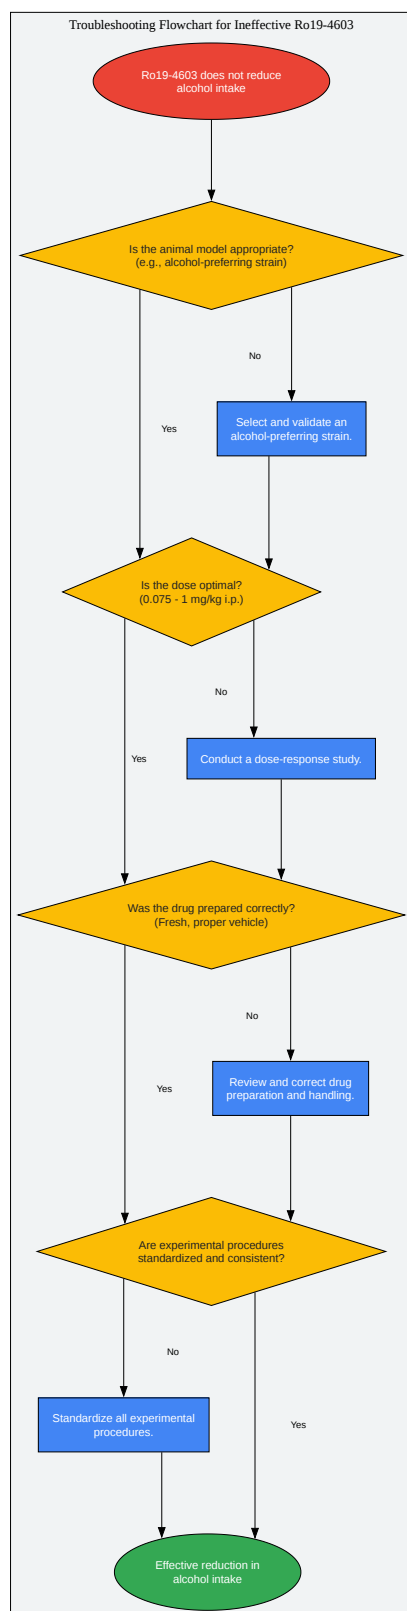 Troubleshooting Flowchart for Ineffective Ro19-4603
Ro19-4603 does not reduce
alcohol intake
Is the animal model appropriate?
(e.g., alcohol-preferring strain)
No
Yes
Select and validate an
alcohol-preferring strain.
Is the dose optimal?
(0.075 - 1 mg/kg i.p.)
No
Yes
Conduct a dose-response study.
Was the drug prepared correctly?
(Fresh, proper vehicle)
No
Yes
Review and correct drug
preparation and handling.
Are experimental procedures
standardized and consistent?
No
Standardize all experimental
procedures.
Yes
Effective reduction in
alcohol intake